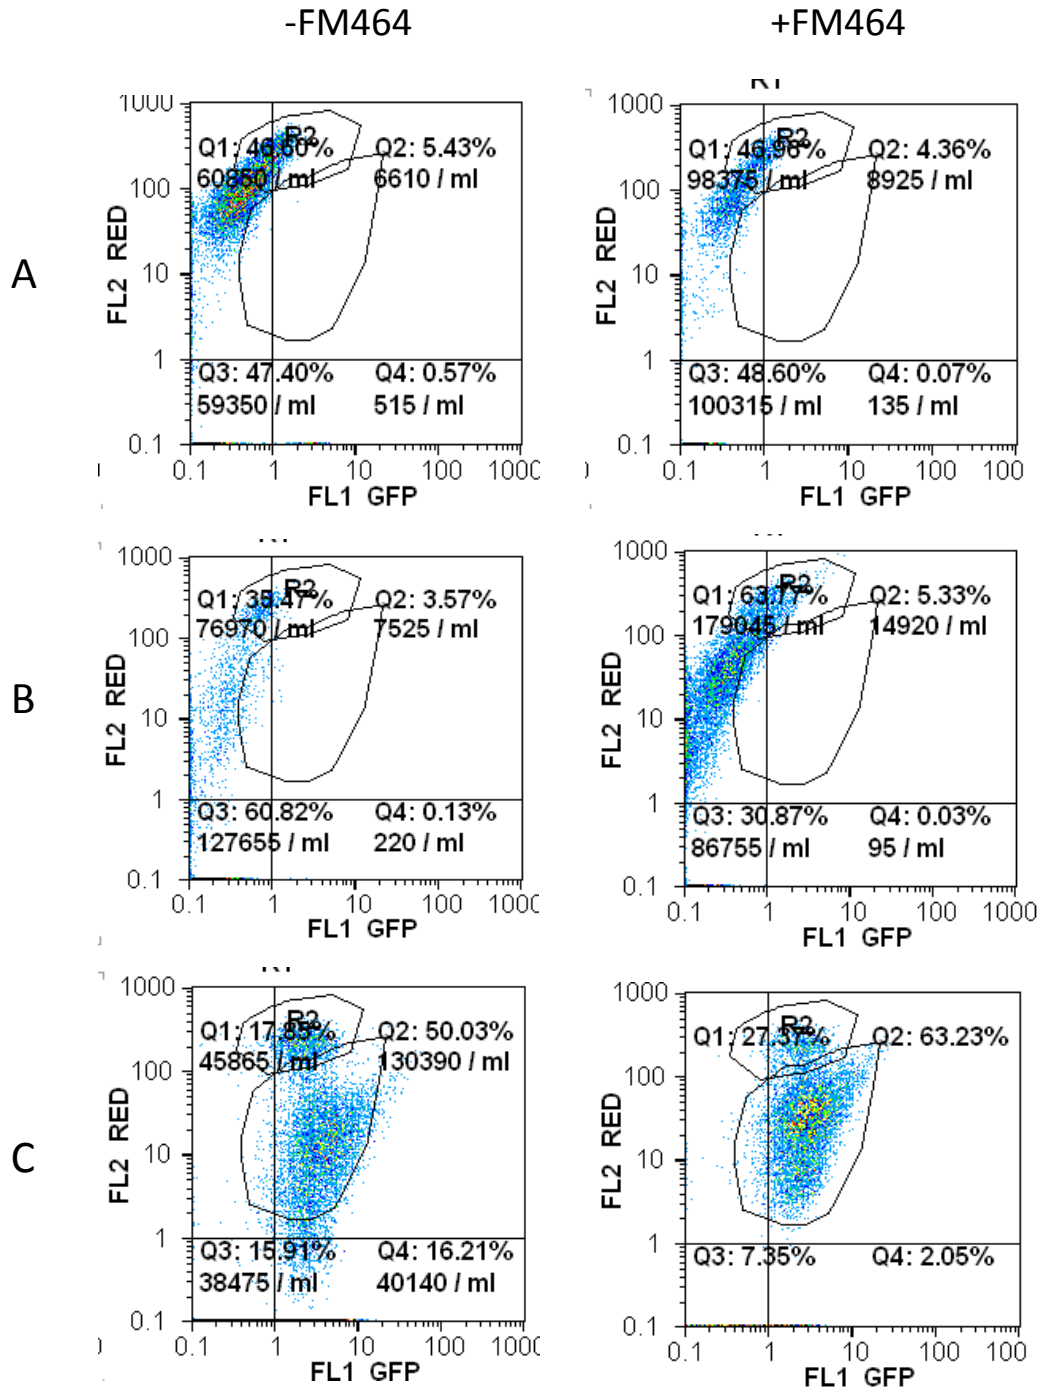 -FM464
+FM464
A
1000
100
10
1
0.1
FL2 RED
R2
Q1: 46.60%
60850 / ml
Q2: 5.43%
6610 / ml
Q3: 47.40%
59350 / ml
Q4: 0.57%
515 / ml
0.1 1 10 100 1000
FL1 GFP
1000
100
10
1
0.1
FL2 RED
R2
Q1: 46.96%
98375 / ml
Q2: 4.36%
8925 / ml
Q3: 48.60%
100315 / ml
Q4: 0.07%
135 / ml
0.1 1 10 100 100
FL1 GFP
B
1000
100
10
1
0.1
FL2 RED
R2
Q1: 35.47%
76970 / ml
Q2: 3.57%
7525 / ml
Q3: 60.82%
127655 / ml
Q4: 0.13%
220 / ml
0.1 1 10 100 1000
FL1 GFP
1000
100
10
1
0.1
FL2 RED
R2
Q1: 63.77%
179045 / ml
Q2: 5.33%
14920 / ml
Q3: 30.87%
86755 / ml
Q4: 0.03%
95 / ml
0.1 1 10 100 1000
FL1 GFP
C
1000
100
10
1
0.1
FL2 RED
R2
Q1: 17.85%
45865 / ml
Q2: 50.03%
130390 / ml
Q3: 15.91%
38475 / ml
Q4: 16.21%
40140 / ml
0.1 1 10 100 1000
FL1 GFP
1000
100
10
1
0.1
FL2 RED
R2
Q1: 27.37%
Q2: 63.23%
Q3: 7.35%
Q4: 2.05%
0.1 1 10 100 1000
FL1 GFP